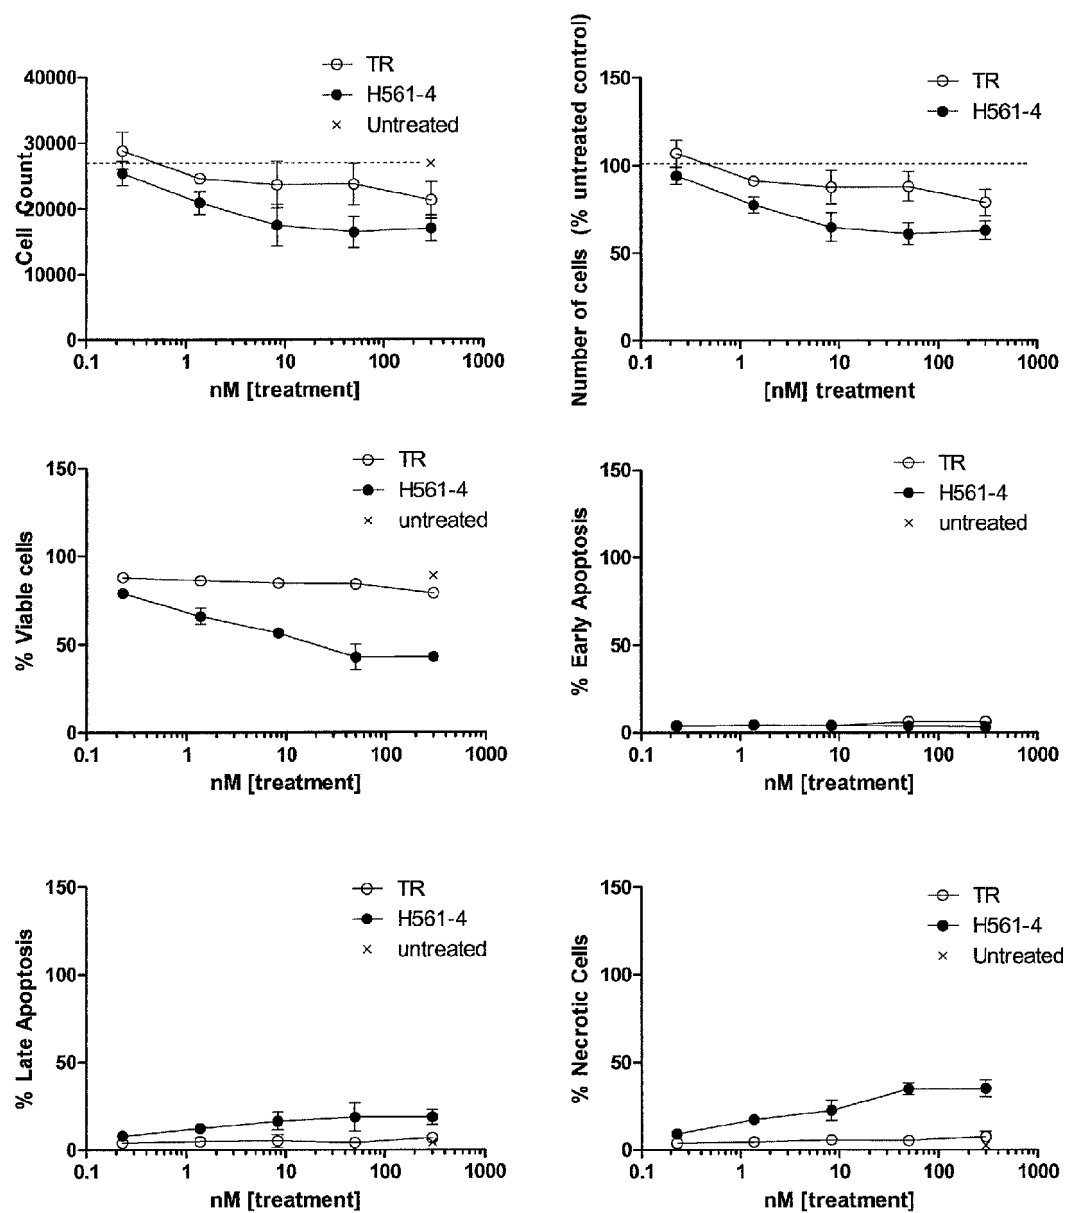 TR
H561-4
Untreated
40000
30000
20000
10000
0
Cell Count
0.1 1 10 100 1000
nM [treatment]
TR
H561-4
150
100
50
0
Number of cells (% untreated control)
0.1 1 10 100 1000
[nM] treatment
TR
H561-4
untreated
150
100
50
0
% Viable cells
0.1 1 10 100 1000
nM [treatment]
TR
H561-4
untreated
150
100
50
0
% Early Apoptosis
0.1 1 10 100 1000
nM [treatment]
TR
H561-4
untreated
150
100
50
0
% Late Apoptosis
0.1 1 10 100 1000
nM [treatment]
TR
H561-4
Untreated
150
100
50
0
% Necrotic Cells
0.1 1 10 100 1000
nM [treatment]